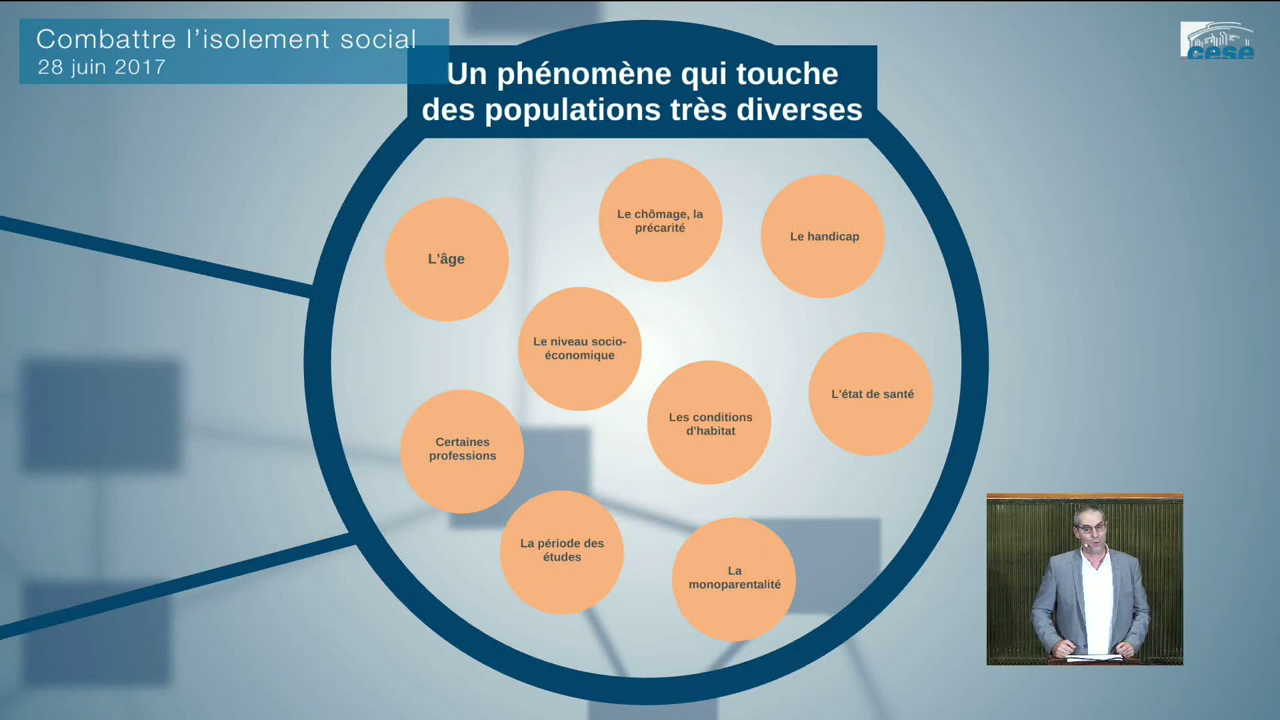 Combattre l'isolement social
28 juin 2017
cese
Un phénomène qui touche
des populations très diverses
Le chômage, la
précarité
Le handicap
L'âge
Le niveau socio-
économique
L'état de santé
Les conditions
d'habitat
Certaines
professions
La période des
études
La
monoparentalité